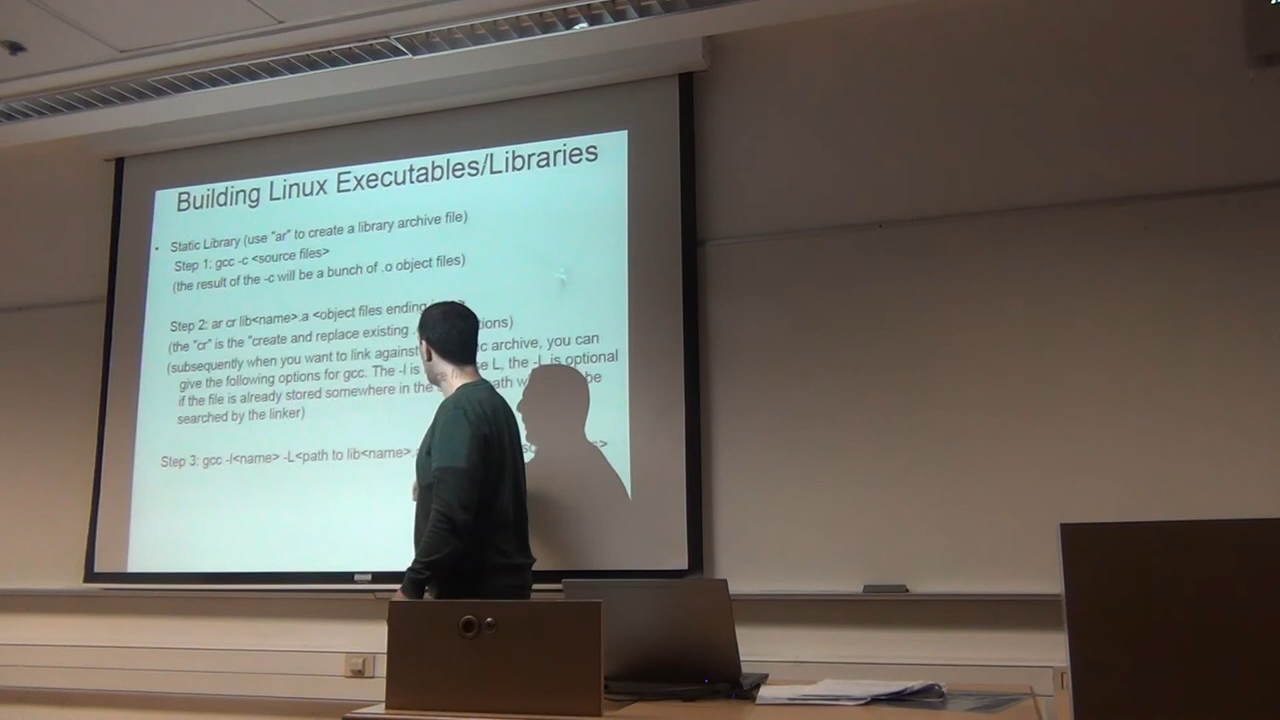 Building Linux Executables/Libraries
• Static Library (use "ar" to create a library archive file)
Step 1: gcc -c <source files>
(the result of the -c will be a bunch of .o object files)
Step 2: ar cr lib<name>.a <object files ending
(the "cr" is the "create and replace existing
(subsequently when you want to link against archive, you can
give the following options for gcc. The -l is L, the -L is optional
if the file is already stored somewhere in the be
searched by the linker)
Step 3: gcc -l<name> -L<path to lib<name>